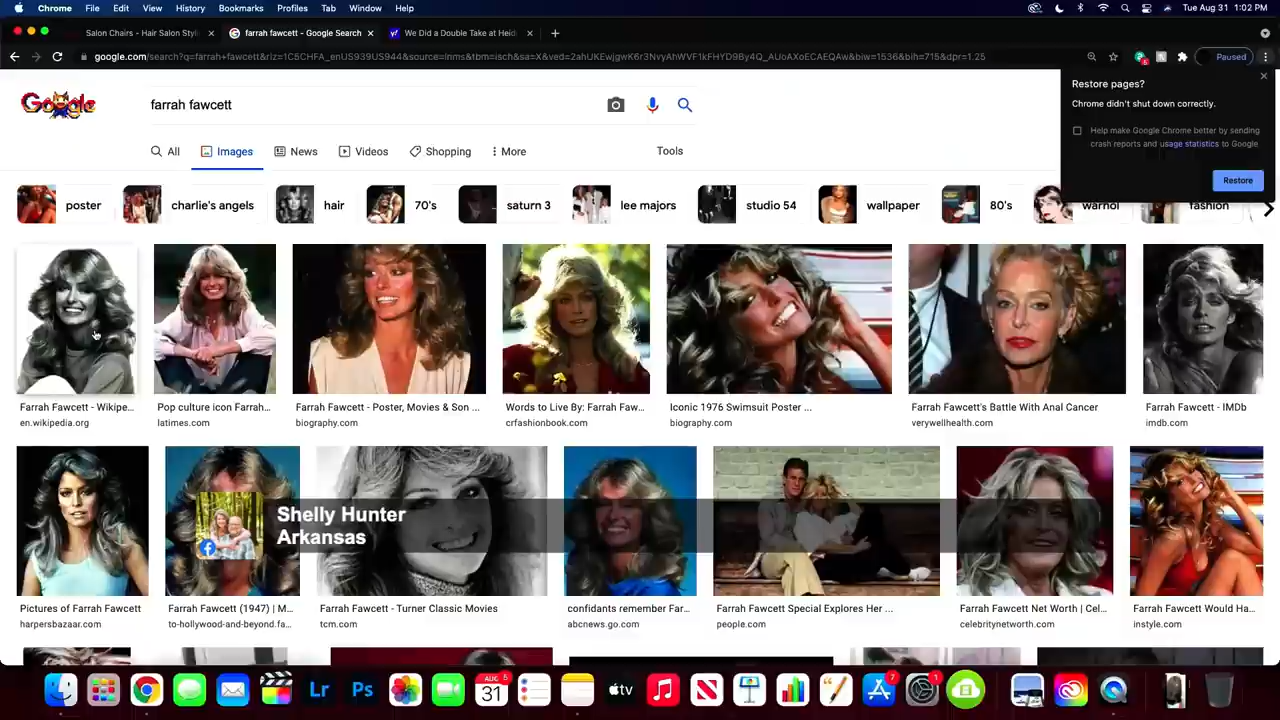 Chrome File Edit View History Bookmarks Profiles Tab Window Help Tue Aug 31 1:02 PM
Salon Chairs - Hair Salon Styli × farrah fawcett - Google Search × We Did a Double Take at Heid × +
google.com/search?q=farrah+fawcett&rlz=1C5CHFA_enUS939US944&source=lnms&tbm=isch&sa=X&ved=2ahUKEwjgwK6r3NvyAhWVF1kFHYD9By4Q_AUoAXoECAEQAw&biw=1536&bih=715&dpr=1.25 Paused
Restore pages?
Chrome didn't shut down correctly.
Help make Google Chrome better by sending
crash reports and usage statistics to Google
Restore
Google farrah fawcett
All Images News Videos Shopping More Tools
poster charlie's angels hair 70's saturn 3 lee majors studio 54 wallpaper 80's warhol fashion
Farrah Fawcett - Wikipe... Pop culture icon Farrah... Farrah Fawcett - Poster, Movies & Son ... Words to Live By: Farrah Faw... Iconic 1976 Swimsuit Poster ... Farrah Fawcett's Battle With Anal Cancer Farrah Fawcett - IMDb
en.wikipedia.org latimes.com biography.com crfashionbook.com biography.com verywellhealth.com imdb.com
Shelly Hunter
Arkansas
Pictures of Farrah Fawcett Farrah Fawcett (1947) | M... Farrah Fawcett - Turner Classic Movies confidants remember Far... Farrah Fawcett Special Explores Her ... Farrah Fawcett Net Worth | Cel... Farrah Fawcett Would Ha...
harpersbazaar.com to-hollywood-and-beyond.fa... tcm.com abcnews.go.com people.com celebritynetworth.com instyle.com
AUG 5 31 Lr Ps tv 7 1